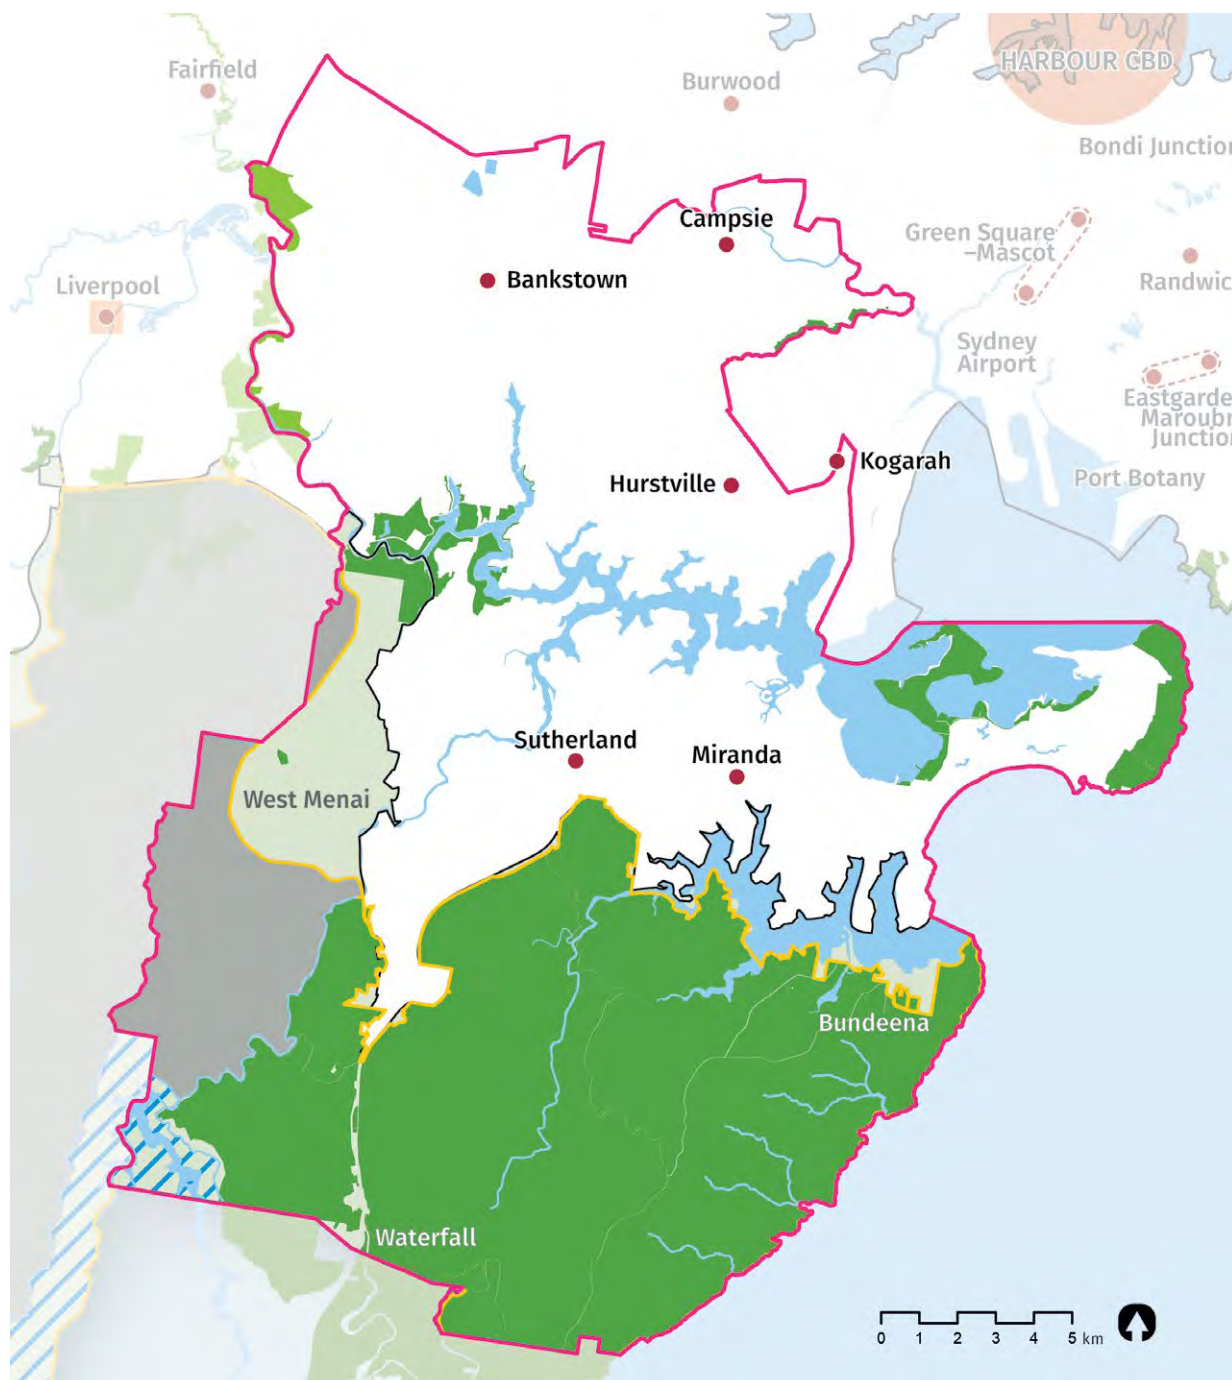 HARBOUR CBD
Fairfield
Burwood
Bondi Junction
Campsie
Green Square
–Mascot
Bankstown
Liverpool
Randwic
Sydney
Airport
Eastgarde
Maroubr
Junction
Kogarah
Port Botany
Hurstville
Sutherland
Miranda
West Menai
Bundeena
Waterfall
0 1 2 3 4 5 km